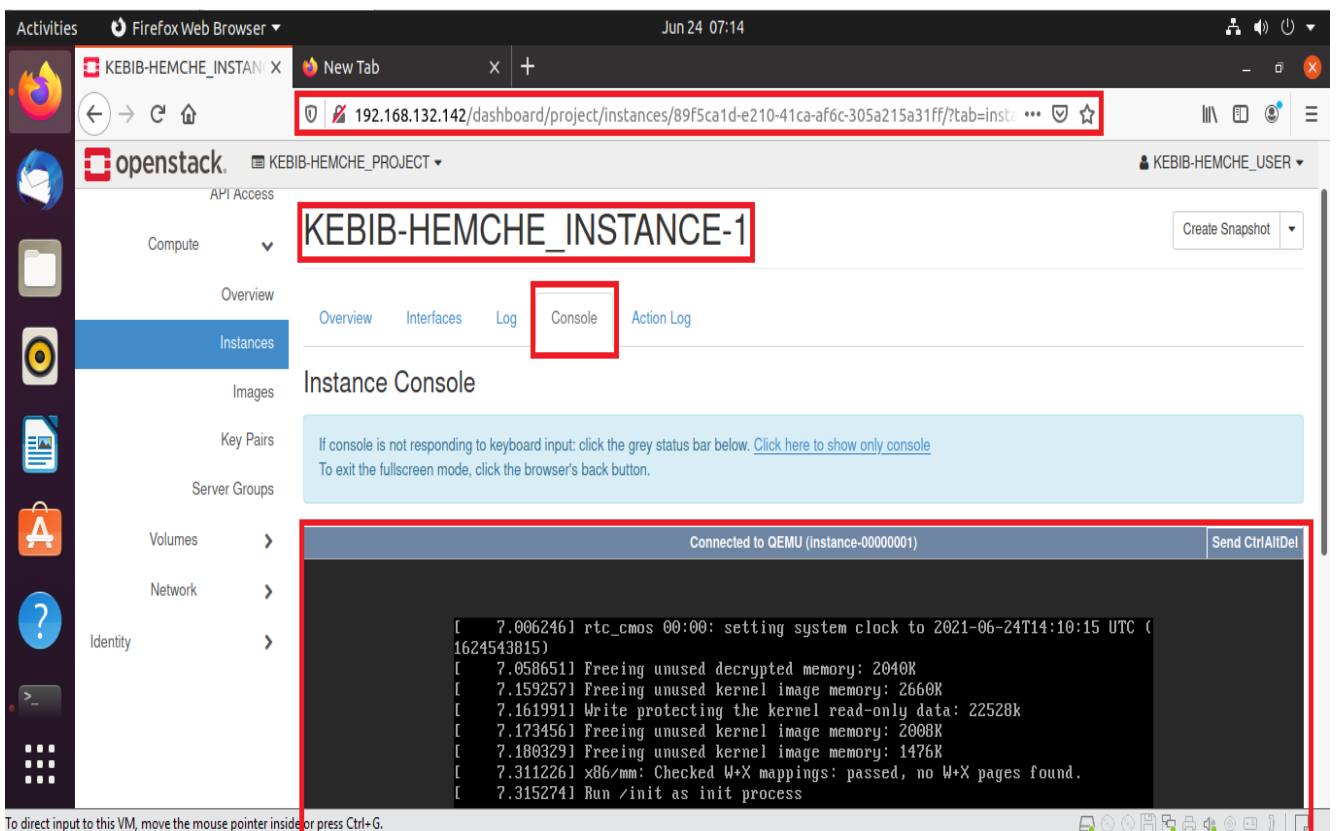 Activities Firefox Web Browser Jun 24 07:14
KEBIB-HEMCHE_INSTAN New Tab
192.168.132.142/dashboard/project/instances/89f5ca1d-e210-41ca-af6c-305a215a31ff/?tab=insta
openstack. KEBIB-HEMCHE_PROJECT KEBIB-HEMCHE_USER
API Access
Compute
Overview
Instances
Images
Key Pairs
Server Groups
Volumes
Network
Identity
KEBIB-HEMCHE_INSTANCE-1
Create Snapshot
Overview Interfaces Log Console Action Log
Instance Console
If console is not responding to keyboard input: click the grey status bar below. Click here to show only console
To exit the fullscreen mode, click the browser's back button.
Connected to QEMU (instance-00000001) Send CtrlAltDel
[ 7.006246] rtc_cmos 00:00: setting system clock to 2021-06-24T14:10:15 UTC (
1624543815)
[ 7.058651] Freeing unused decrypted memory: 2040K
[ 7.159257] Freeing unused kernel image memory: 2660K
[ 7.161991] Write protecting the kernel read-only data: 22528k
[ 7.173456] Freeing unused kernel image memory: 2008K
[ 7.180329] Freeing unused kernel image memory: 1476K
[ 7.311226] x86/mm: Checked W+X mappings: passed, no W+X pages found.
[ 7.315274] Run /init as init process
To direct input to this VM, move the mouse pointer inside or press Ctrl+G.